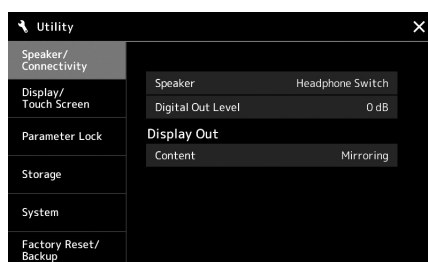 Utility
Speaker/
Connectivity
Display/
Touch Screen
Parameter Lock
Storage
System
Factory Reset/
Backup
Speaker Headphone Switch
Digital Out Level 0 dB
Display Out
Content Mirroring